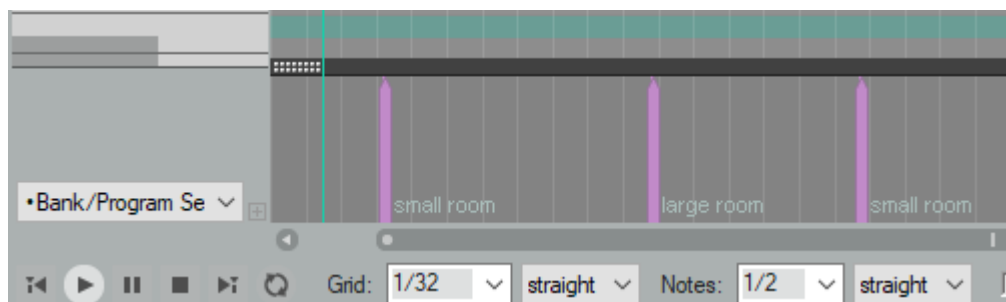 small room large room small room
•Bank/Program Se
Grid: 1/32 straight Notes: 1/2 straight